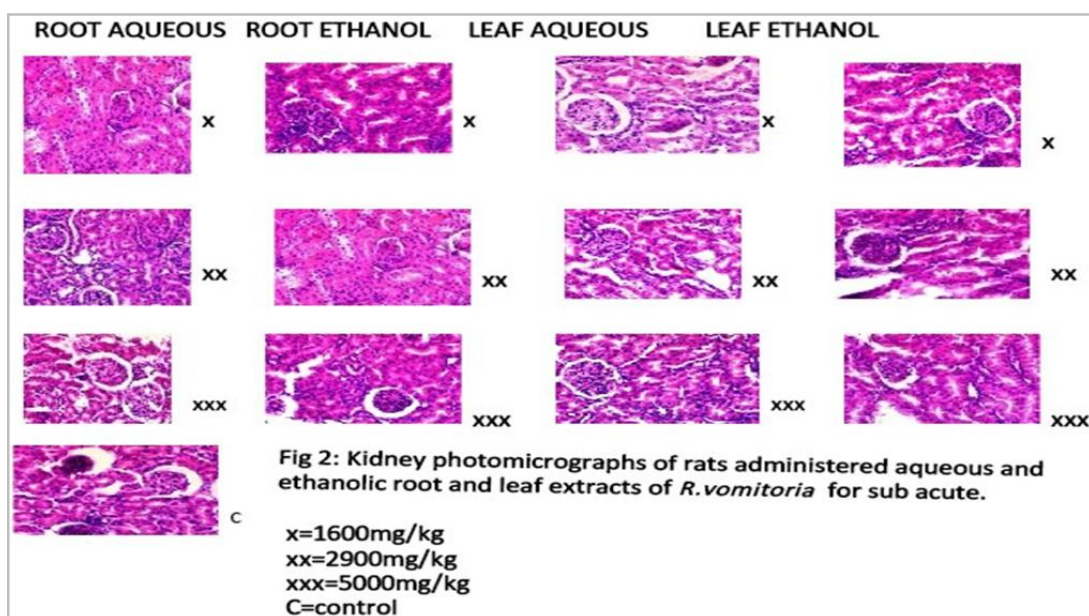 ROOT AQUEOUS ROOT ETHANOL LEAF AQUEOUS LEAF ETHANOL
x x x x
xx xx xx xx
xxx xxx xxx xxx
C
Fig 2: Kidney photomicrographs of rats administered aqueous and
ethanolic root and leaf extracts of R.vomitoria for sub acute.
x=1600mg/kg
xx=2900mg/kg
xxx=5000mg/kg
C=control